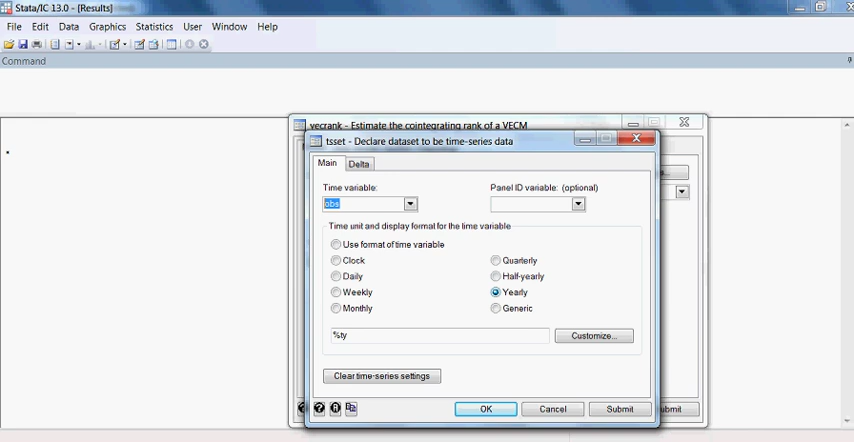 Stata/IC 13.0 - [Results]
File Edit Data Graphics Statistics User Window Help
Command
vecrank - Estimate the cointegrating rank of a VECM
tsset - Declare dataset to be time-series data
Main Delta
Time variable: Panel ID variable: (optional)
obs
Time unit and display format for the time variable
Use format of time variable
Clock Quarterly
Daily Half-yearly
Weekly Yearly
Monthly Generic
%ty Customize...
Clear time-series settings
OK Cancel Submit